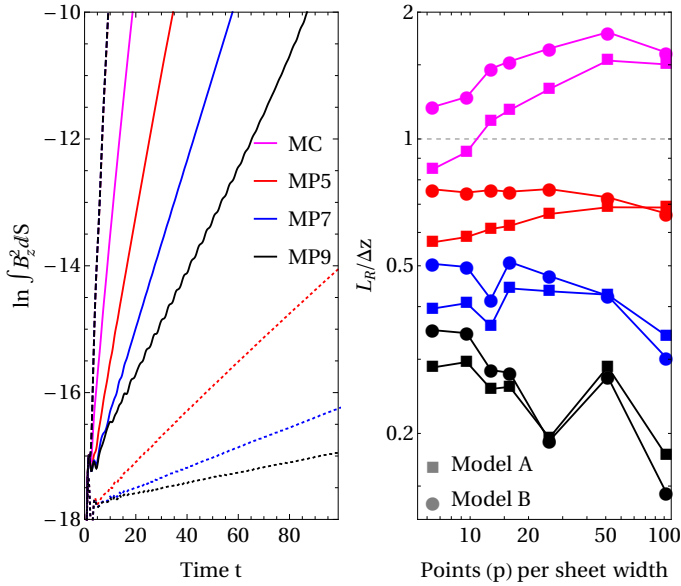 −10
−12
−14
−16
−18
0
20
40
60
80
Time t
ln ∫ B_z^2 dS
MC
MP5
MP7
MP9
2
1
0.5
0.2
10
20
50
100
Points (p) per sheet width
L_R/Δz
Model A
Model B